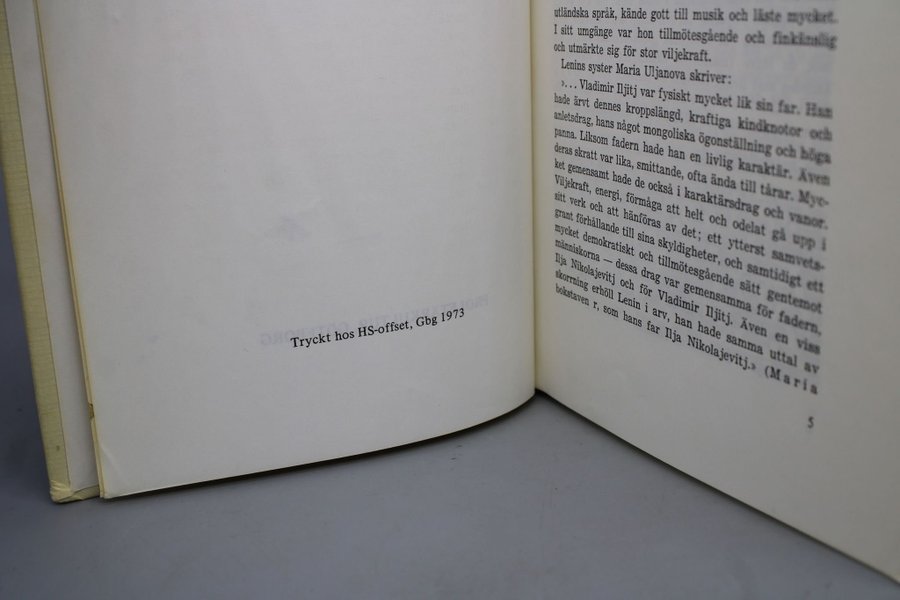 Tryckt hos HS-offset, Gbg 1973
utländska språk, kände gott till musik och läste mycket.
I sitt umgänge var hon tillmötesgående och finkänslig
och utmärkte sig för stor viljekraft.
Lenins syster Maria Uljanova skriver:
»... Vladimir Iljitj var fysiskt mycket lik sin far. Han
hade ärvt dennes kroppslängd, kraftiga kindknotor och
anletsdrag, hans något mongoliska ögonställning och höga
panna. Liksom fadern hade han en livlig karaktär. Även
deras skratt var lika, smittande, ofta ända till tårar. Myc-
ket gemensamt hade de också i karaktärsdrag och vanor.
Viljekraft, energi, förmåga att helt och odelat gå upp i
sitt verk och att hänföras av det; ett ytterst samvets-
grant förhållande till sina skyldigheter, och samtidigt ett
mycket demokratiskt och tillmötesgående sätt gentemot
människorna — dessa drag var gemensamma för fadern,
Ilja Nikolajevitj och för Vladimir Iljitj. Även en viss
skorrning erhöll Lenin i arv, han hade samma uttal av
bokstaven r, som hans far Ilja Nikolajevitj.» (Maria
5